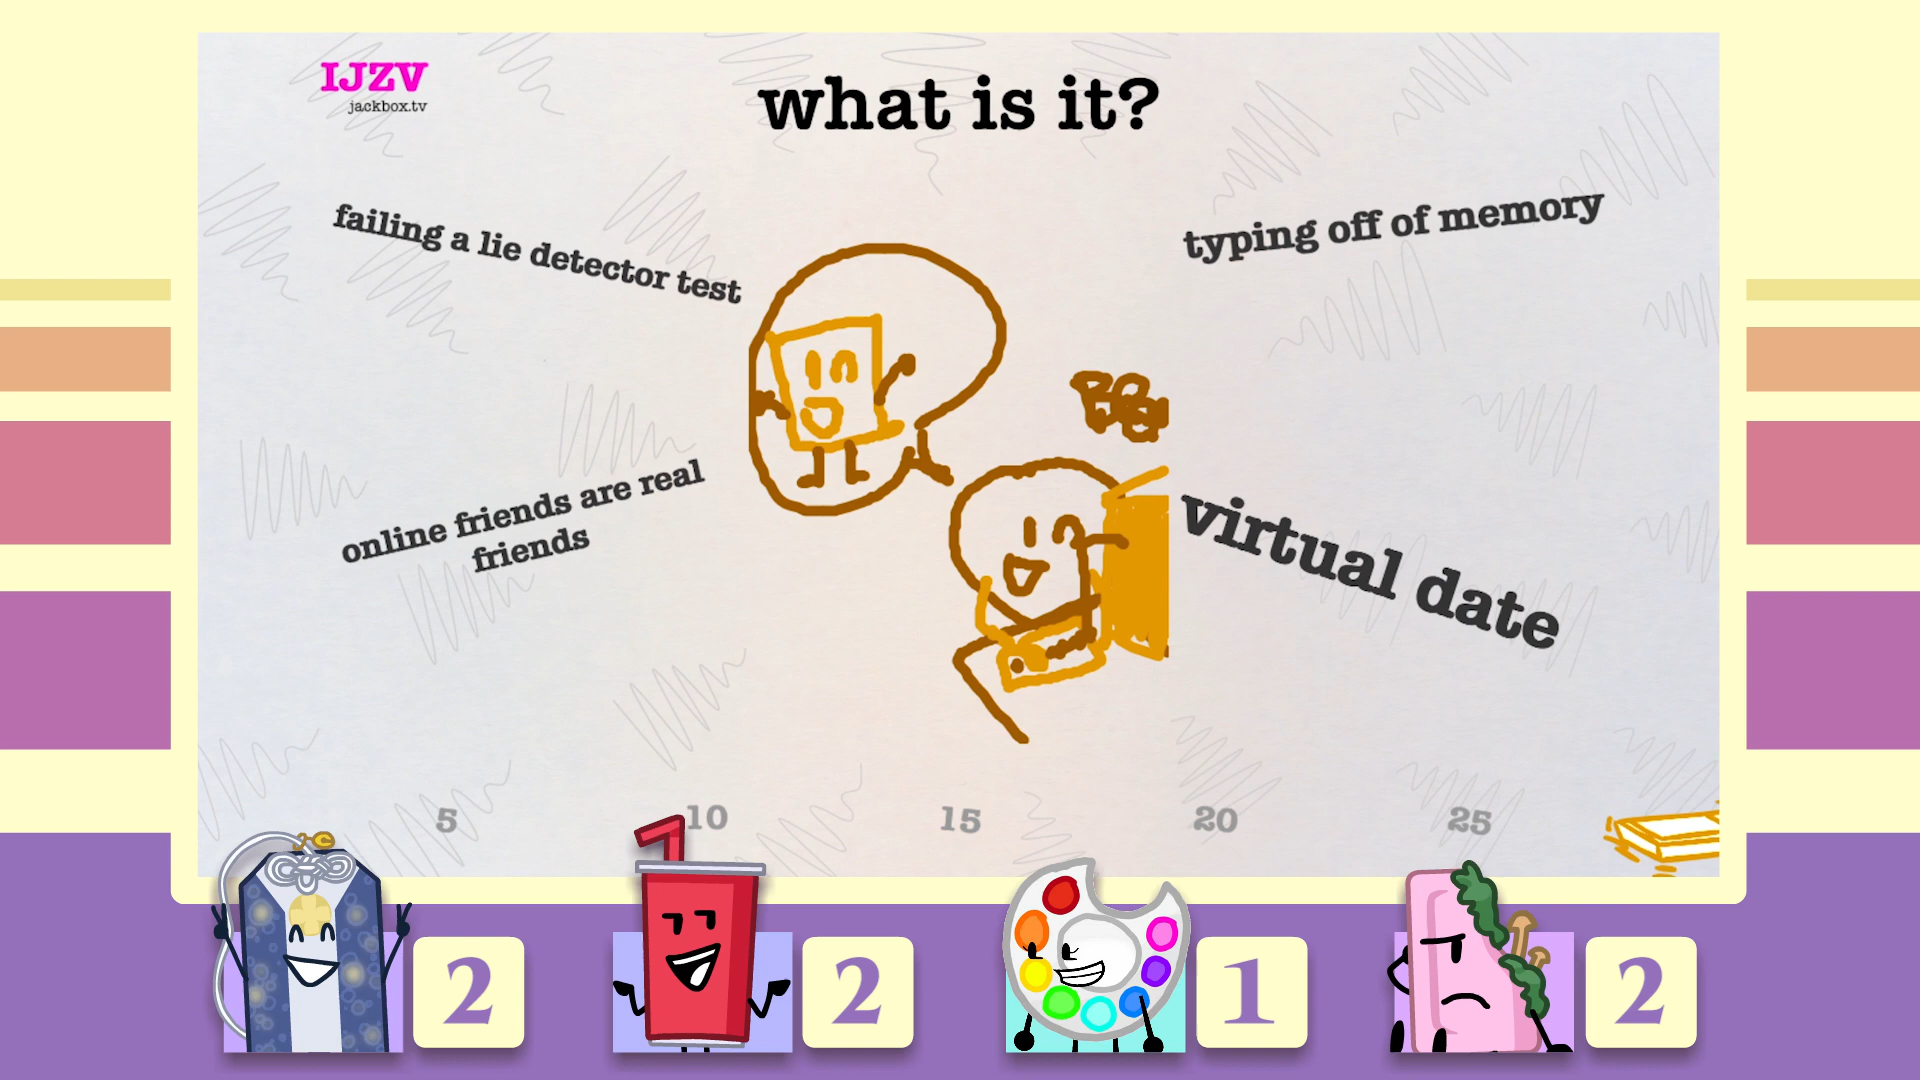 IJZV
jackbox.tv
what is it?
failing a lie detector test
typing off of memory
online friends are real
friends
virtual date
5 10 15 20 25
2 2 1 2